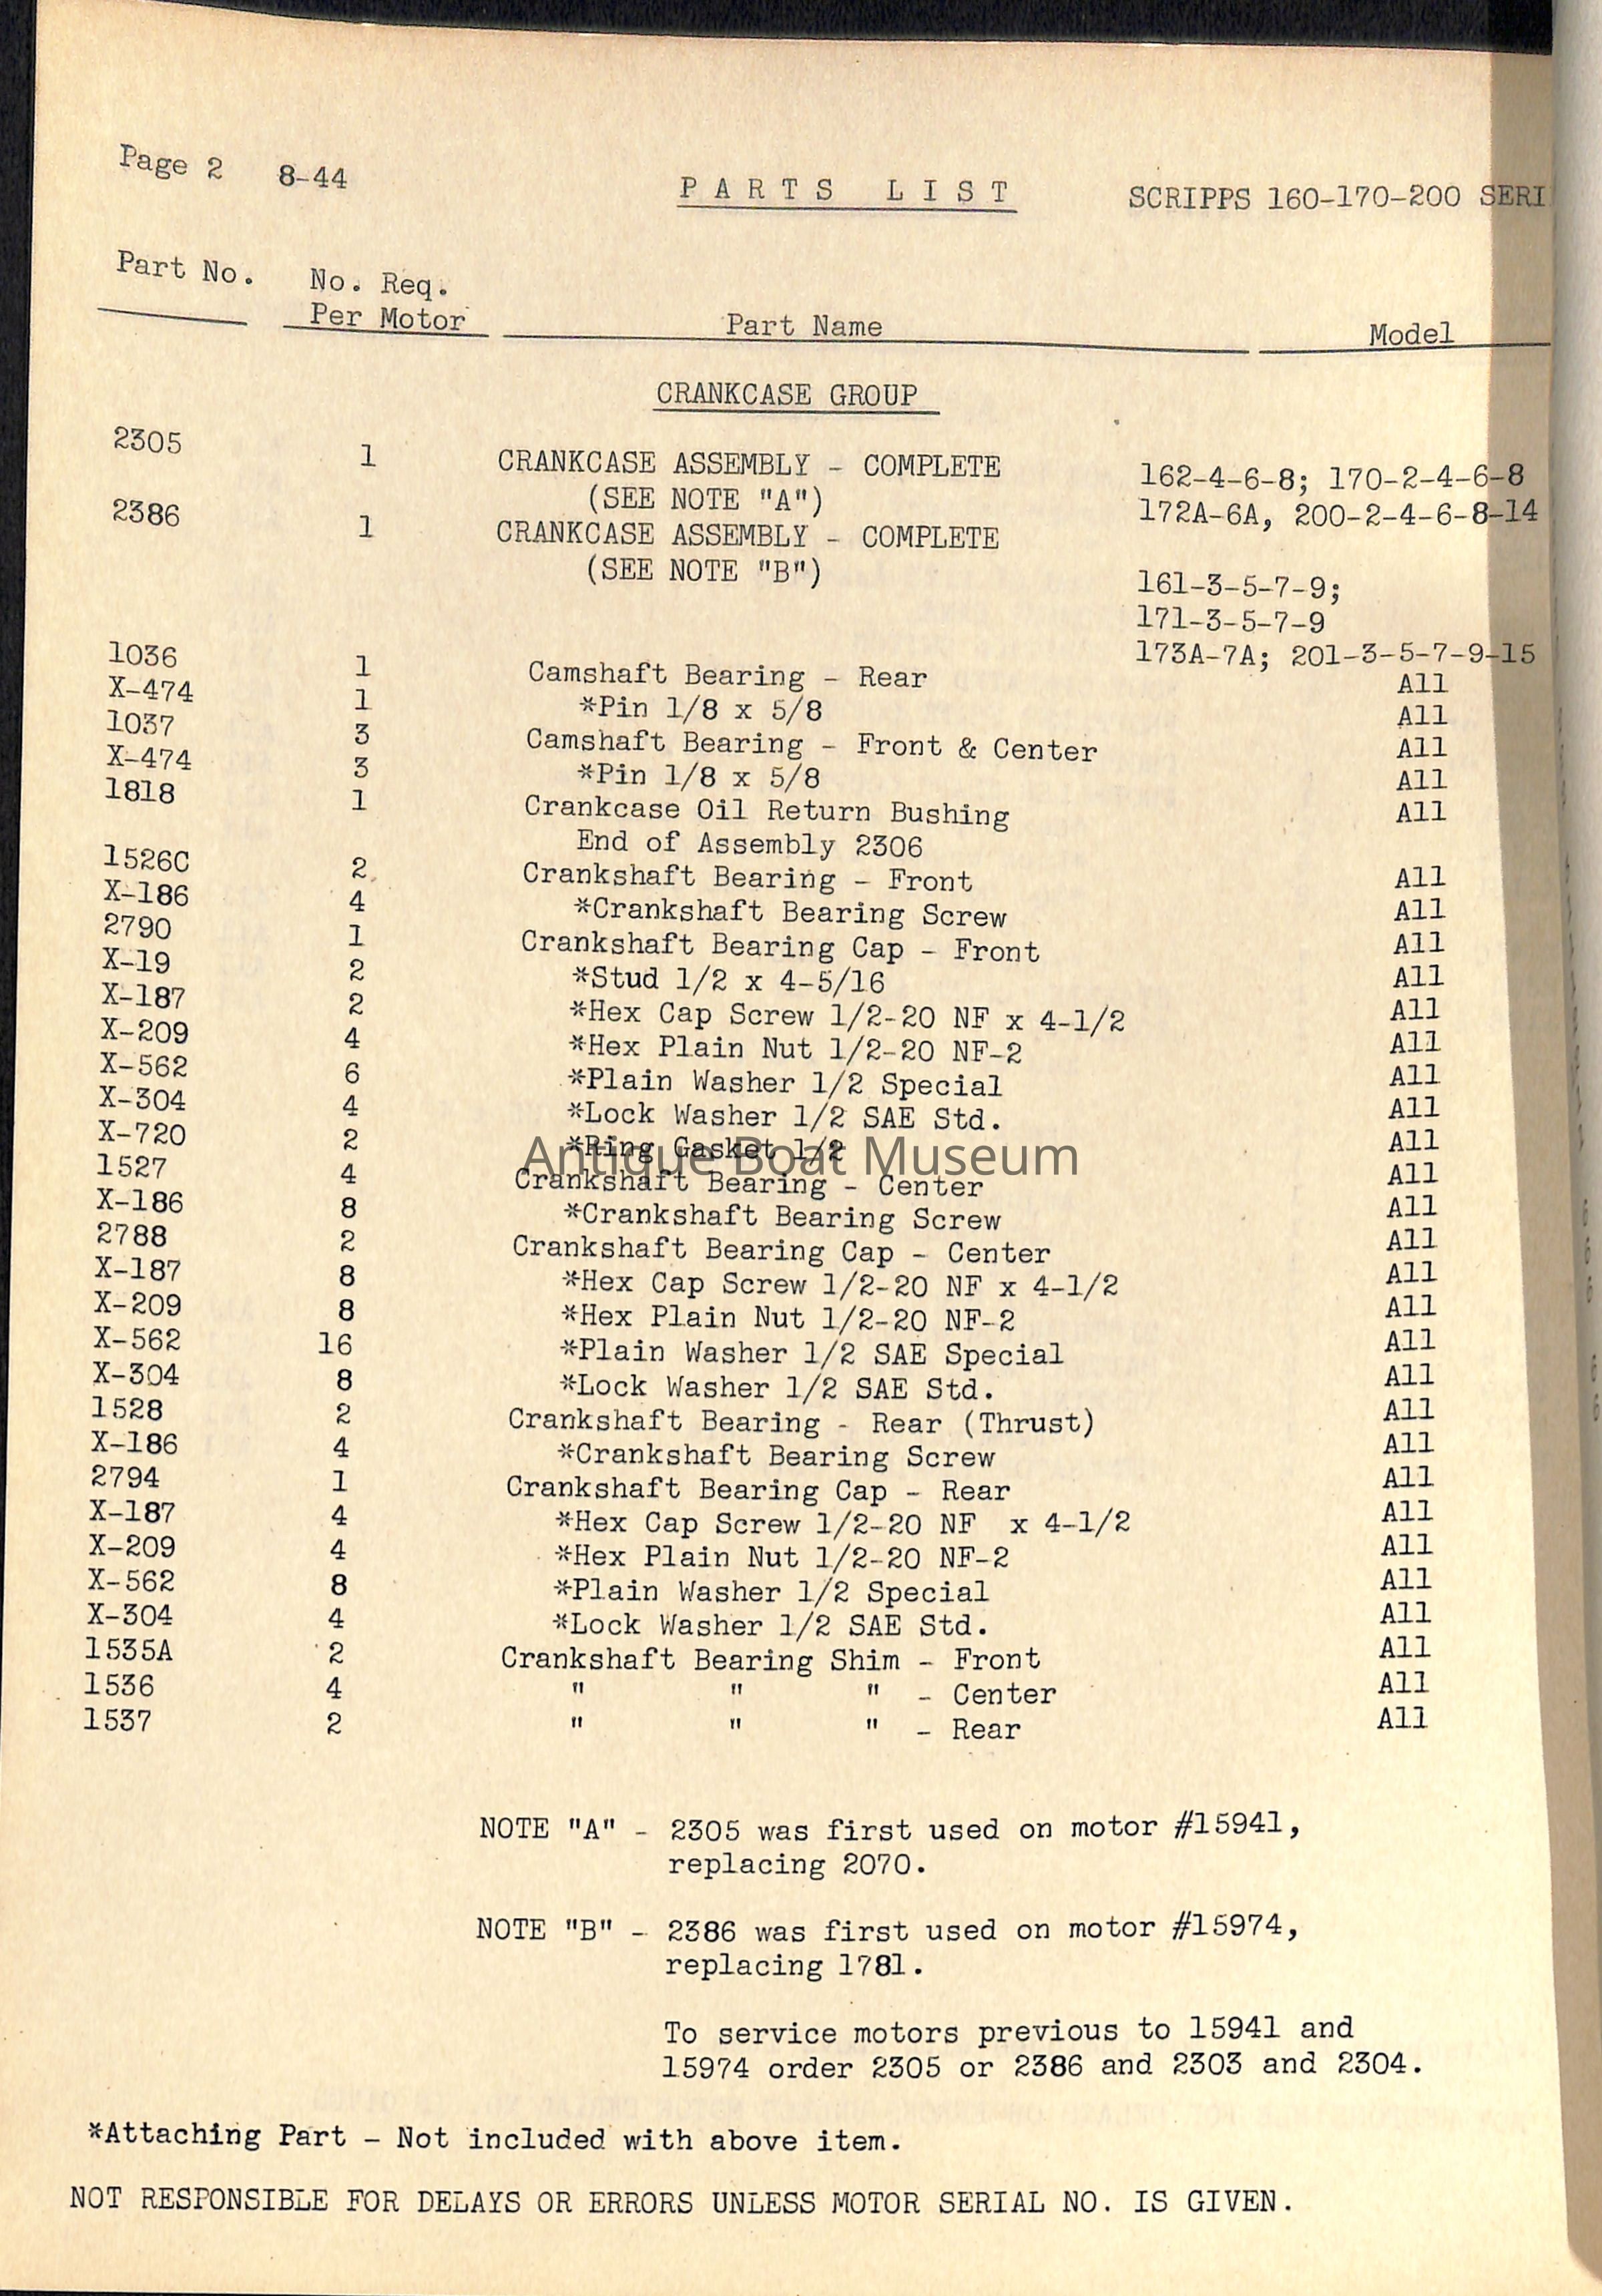 Page 2 8-44 PARTS LIST SCRIPPS 160-170-200 SERI
Part No. No. Req.
Per Motor Part Name Model
CRANKCASE GROUP
2305 1 CRANKCASE ASSEMBLY - COMPLETE 162-4-6-8; 170-2-4-6-8
(SEE NOTE "A") 172A-6A, 200-2-4-6-8-14
2386 1 CRANKCASE ASSEMBLY - COMPLETE
(SEE NOTE "B") 161-3-5-7-9;
171-3-5-7-9
173A-7A; 201-3-5-7-9-15
1036 1 Camshaft Bearing - Rear All
X-474 1 *Pin 1/8 x 5/8 All
1037 3 Camshaft Bearing - Front & Center All
X-474 3 *Pin 1/8 x 5/8 All
1818 1 Crankcase Oil Return Bushing All
End of Assembly 2306
1526C 2 Crankshaft Bearing - Front All
X-186 4 *Crankshaft Bearing Screw All
2790 1 Crankshaft Bearing Cap - Front All
X-19 2 *Stud 1/2 x 4-5/16 All
X-187 2 *Hex Cap Screw 1/2-20 NF x 4-1/2 All
X-209 4 *Hex Plain Nut 1/2-20 NF-2 All
X-562 6 *Plain Washer 1/2 Special All
X-304 4 *Lock Washer 1/2 SAE Std. All
X-720 2 *Ring Gasket 1/2 All
Antique Boat Museum
1527 4 Crankshaft Bearing - Center All
X-186 8 *Crankshaft Bearing Screw All
2788 2 Crankshaft Bearing Cap - Center All
X-187 8 *Hex Cap Screw 1/2-20 NF x 4-1/2 All
X-209 8 *Hex Plain Nut 1/2-20 NF-2 All
X-562 16 *Plain Washer 1/2 SAE Special All
X-304 8 *Lock Washer 1/2 SAE Std. All
1528 2 Crankshaft Bearing - Rear (Thrust) All
X-186 4 *Crankshaft Bearing Screw All
2794 1 Crankshaft Bearing Cap - Rear All
X-187 4 *Hex Cap Screw 1/2-20 NF x 4-1/2 All
X-209 4 *Hex Plain Nut 1/2-20 NF-2 All
X-562 8 *Plain Washer 1/2 Special All
X-304 4 *Lock Washer 1/2 SAE Std. All
1535A 2 Crankshaft Bearing Shim - Front All
1536 4 " " " - Center All
1537 2 " " " - Rear All
NOTE "A" - 2305 was first used on motor #15941,
replacing 2070.
NOTE "B" - 2386 was first used on motor #15974,
replacing 1781.
To service motors previous to 15941 and
15974 order 2305 or 2386 and 2303 and 2304.
*Attaching Part - Not included with above item.
NOT RESPONSIBLE FOR DELAYS OR ERRORS UNLESS MOTOR SERIAL NO. IS GIVEN.